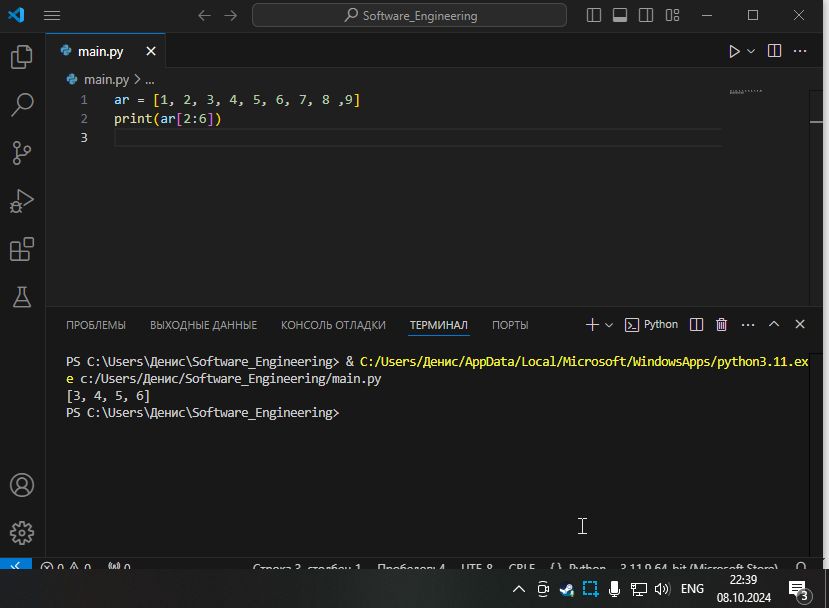 Software_Engineering
main.py
main.py > ...
1 ar = [1, 2, 3, 4, 5, 6, 7, 8 ,9]
2 print(ar[2:6])
3
ПРОБЛЕМЫ ВЫХОДНЫЕ ДАННЫЕ КОНСОЛЬ ОТЛАДКИ ТЕРМИНАЛ ПОРТЫ Python
PS C:\Users\Денис\Software_Engineering> & C:/Users/Денис/AppData/Local/Microsoft/WindowsApps/python3.11.ex
e c:/Users/Денис/Software_Engineering/main.py
[3, 4, 5, 6]
PS C:\Users\Денис\Software_Engineering>
0 0 0 Строка 3, столбец 1 Пробелов: 4 UTF-8 CRLF {} Python 3.11.9 64-bit (Microsoft Store)
ENG 22:39
08.10.2024 3